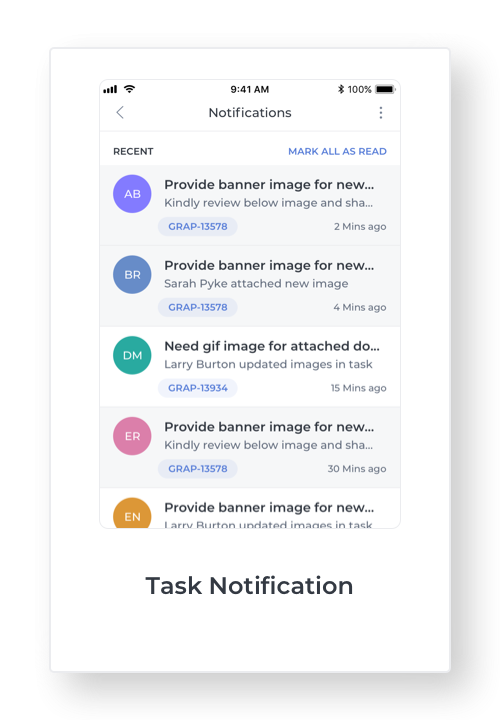 9:41 AM
100%
Notifications
RECENT
MARK ALL AS READ
AB
Provide banner image for new...
Kindly review below image and sha...
GRAP-13578
2 Mins ago
BR
Provide banner image for new...
Sarah Pyke attached new image
GRAP-13578
4 Mins ago
DM
Need gif image for attached do...
Larry Burton updated images in task
GRAP-13934
15 Mins ago
ER
Provide banner image for new...
Kindly review below image and sha...
GRAP-13578
30 Mins ago
EN
Provide banner image for new...
Larry Burton updated images in task
Task Notification